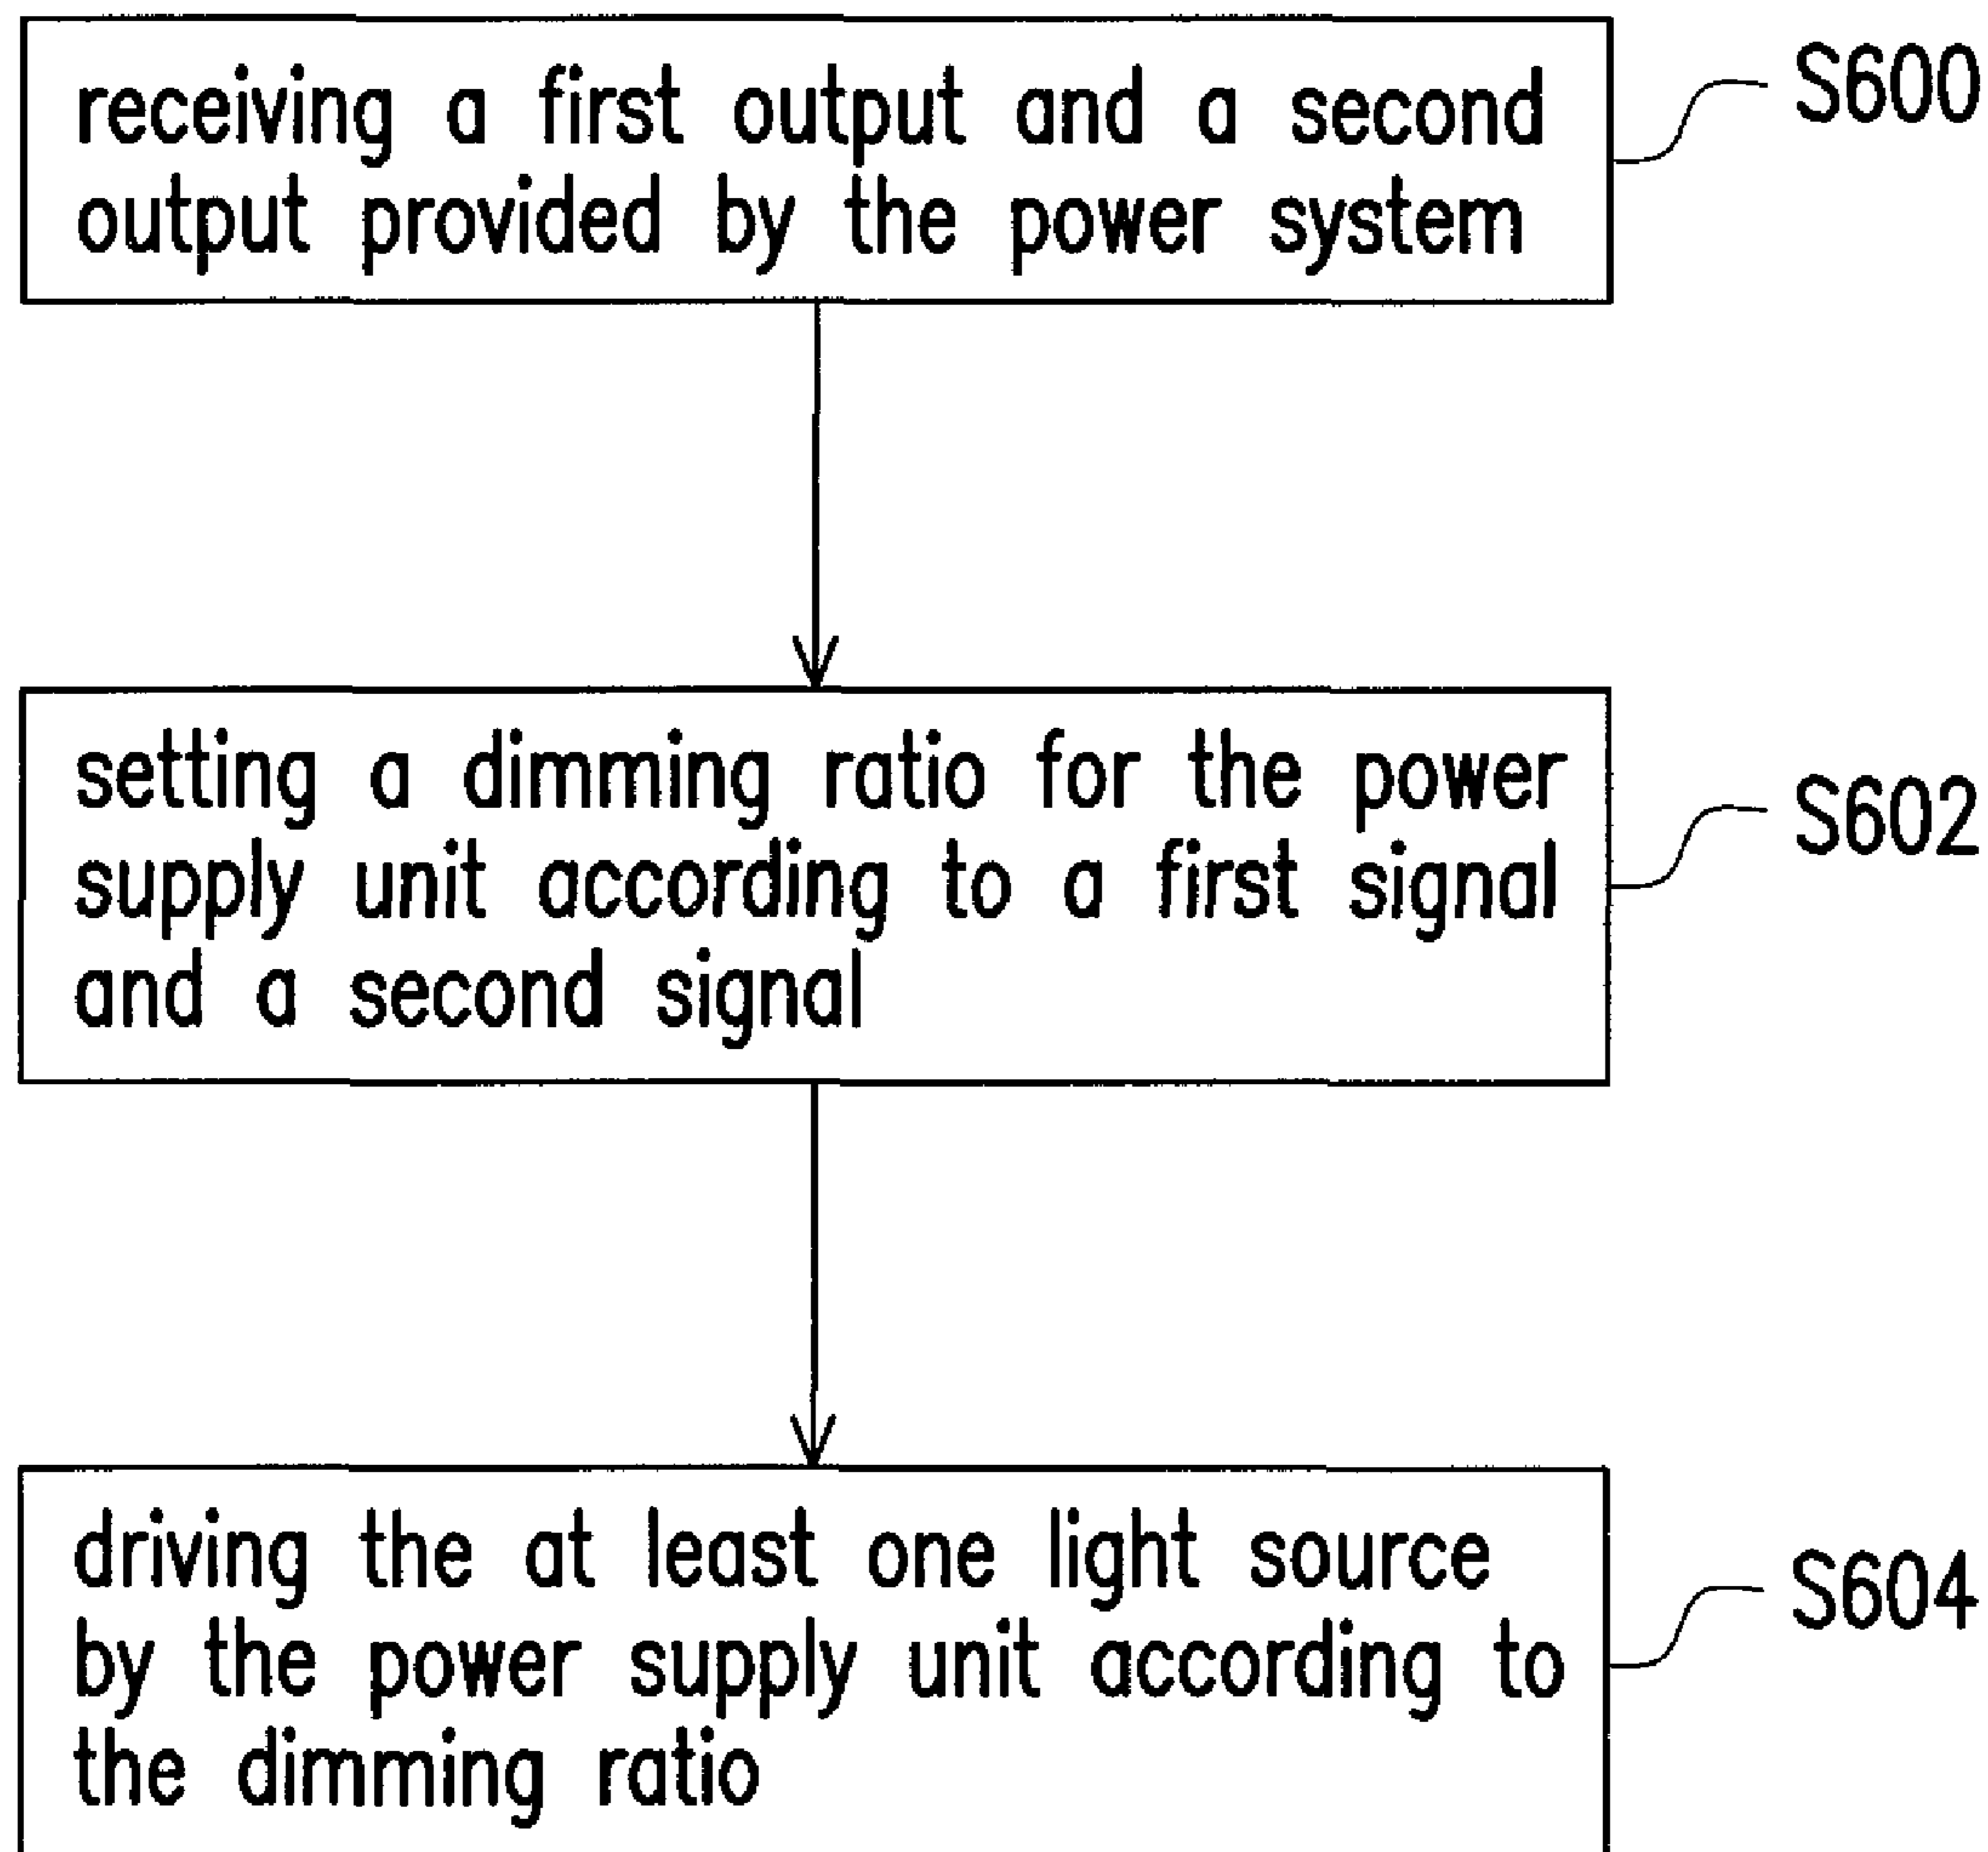 receiving a first output and a second
output provided by the power system
S600
setting a dimming ratio for the power
supply unit according to a first signal
and a second signal
S602
driving the at least one light source
by the power supply unit according to
the dimming ratio
S604